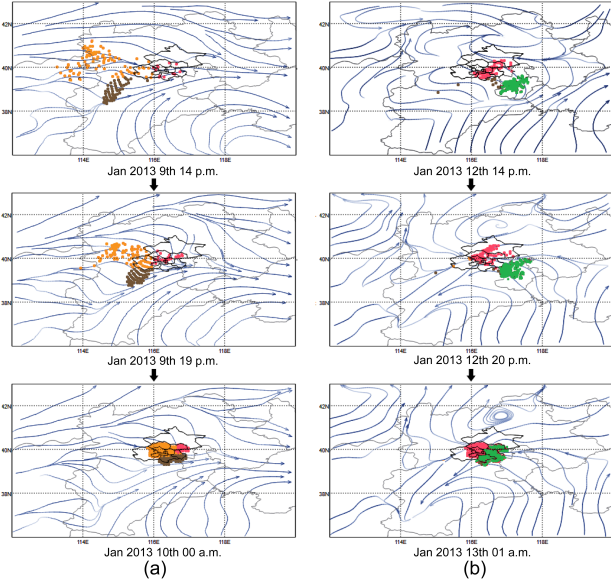 42N
42N
40N
40N
38N
38N
114E
116E
118E
114E
116E
118E
Jan 2013 9th 14 p.m.
Jan 2013 12th 14 p.m.
42N
42N
40N
40N
38N
38N
114E
116E
118E
114E
116E
118E
Jan 2013 9th 19 p.m.
Jan 2013 12th 20 p.m.
42N
42N
40N
40N
38N
38N
114E
116E
118E
114E
116E
118E
Jan 2013 10th 00 a.m.
Jan 2013 13th 01 a.m.
(a)
(b)